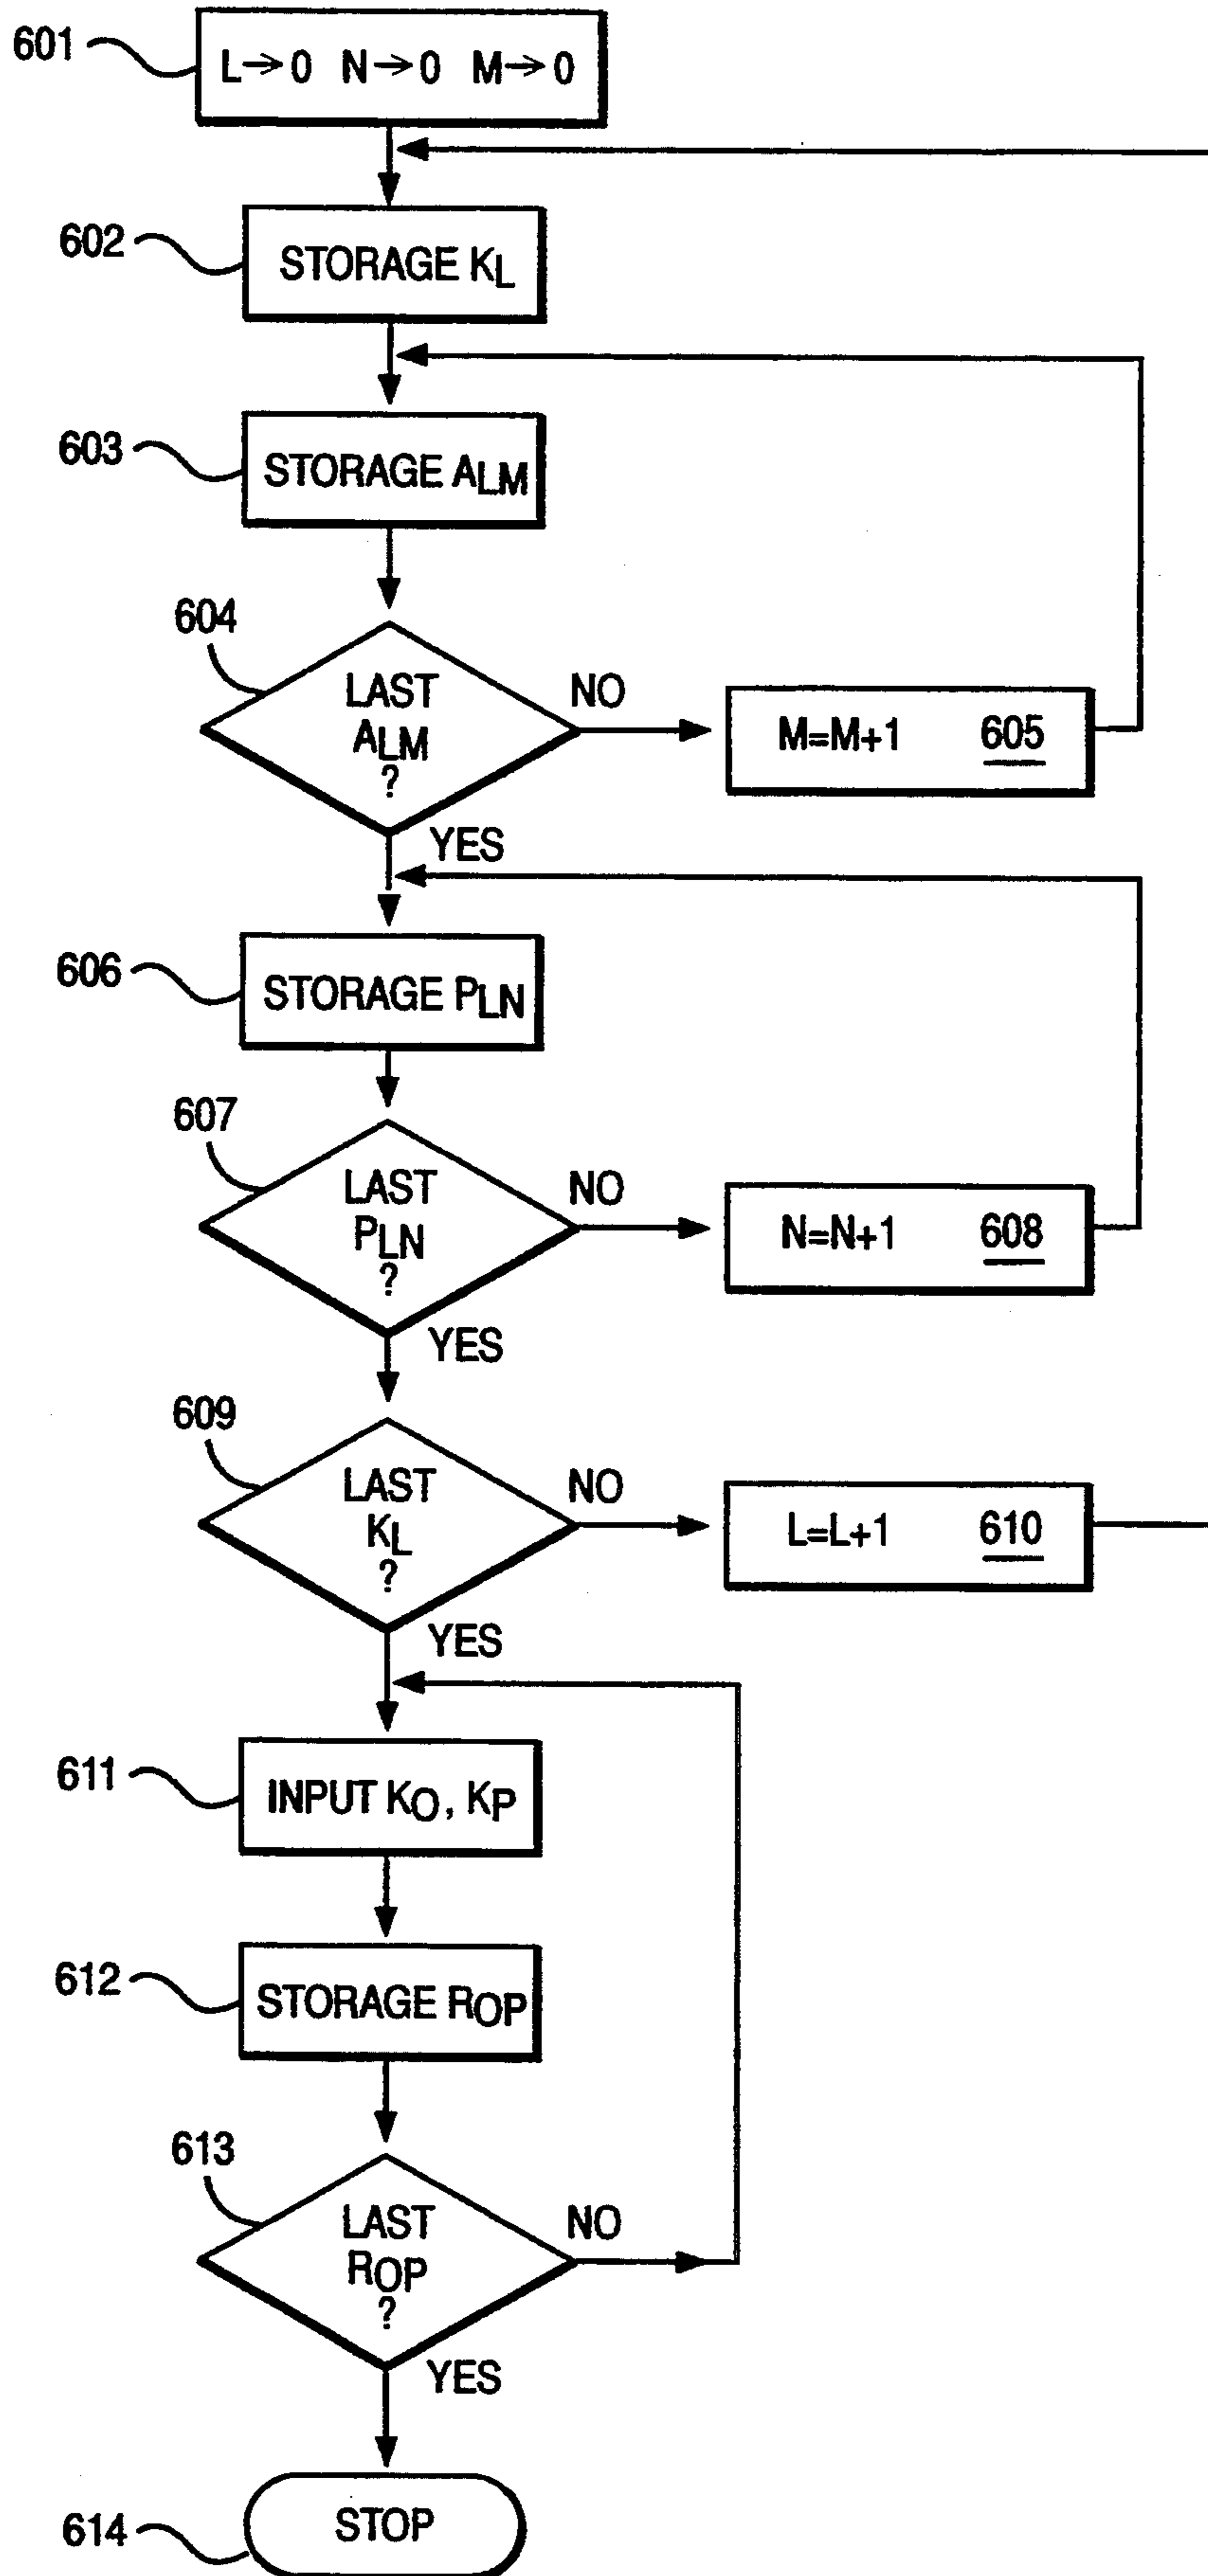 601
L→0 N→0 M→0
602
STORAGE KL
603
STORAGE ALM
604
LAST
ALM
?
NO
M=M+1 605
YES
606
STORAGE PLN
607
LAST
PLN
?
NO
N=N+1 608
YES
609
LAST
KL
?
NO
L=L+1 610
YES
611
INPUT KO, KP
612
STORAGE ROP
613
LAST
ROP
?
NO
YES
614
STOP